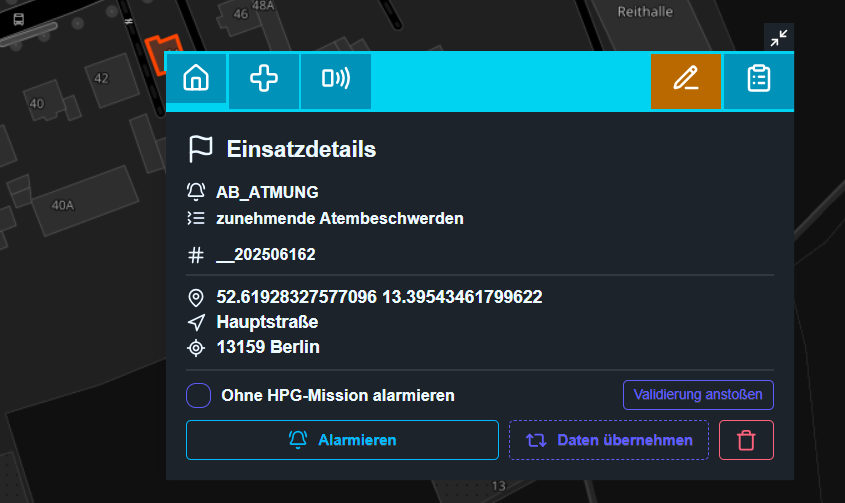 48A
46
Reithalle
42
40
40A
Einsatzdetails
AB_ATMUNG
zunehmende Atembeschwerden
# __202506162
52.61928327577096 13.39543461799622
Hauptstraße
13159 Berlin
Ohne HPG-Mission alarmieren
Validierung anstoßen
Alarmieren
Daten übernehmen
13